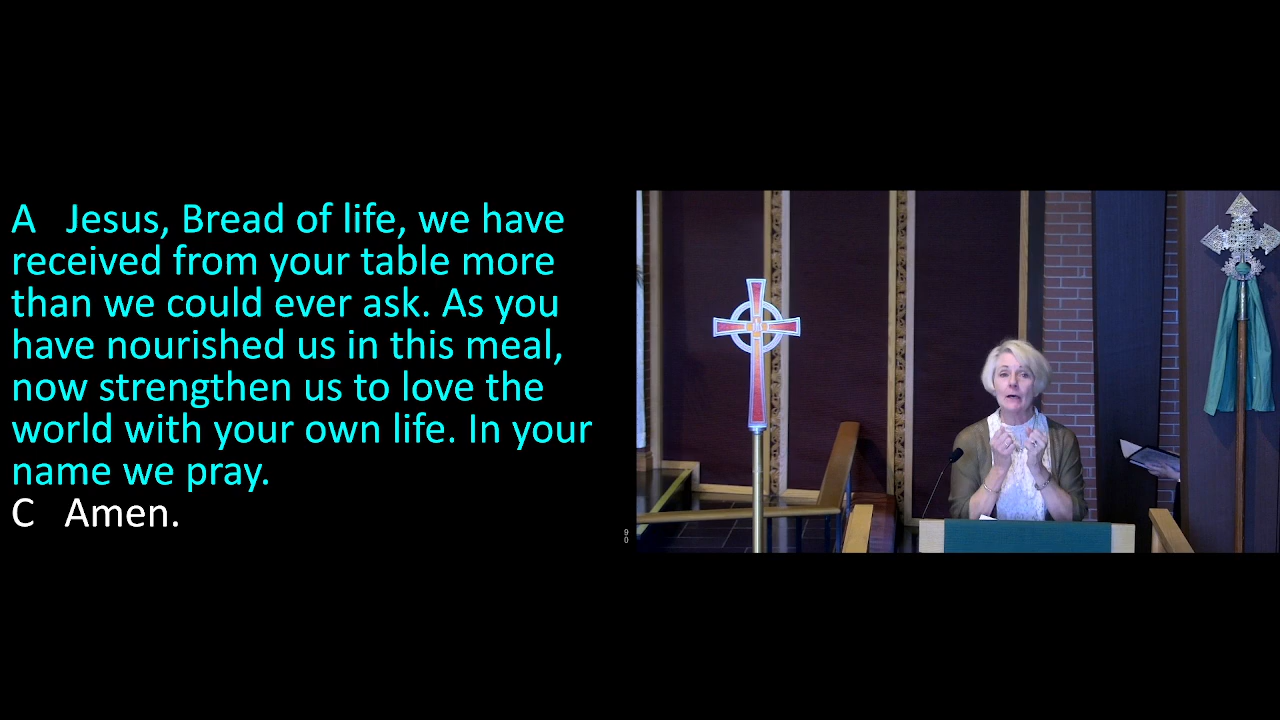 A Jesus, Bread of life, we have
received from your table more
than we could ever ask. As you
have nourished us in this meal,
now strengthen us to love the
world with your own life. In your
name we pray.
C Amen.
9
0